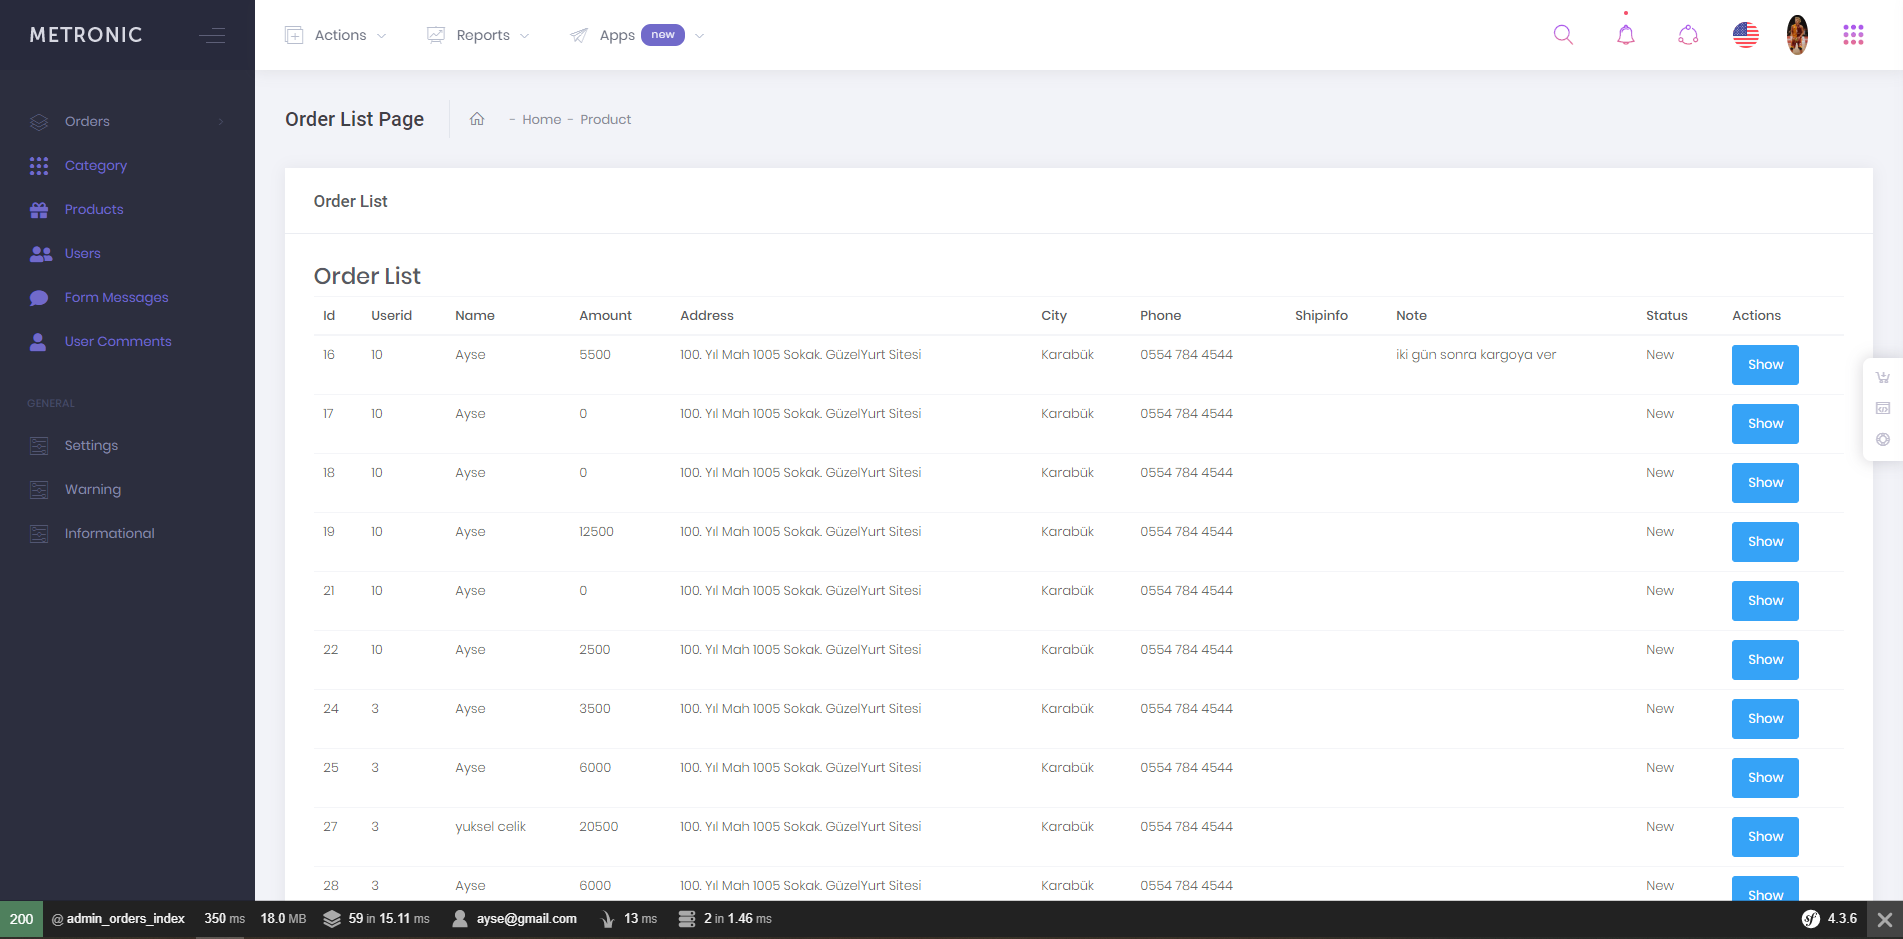 METRONIC
Actions
Reports
Apps new
Orders
Category
Products
Users
Form Messages
User Comments
GENERAL
Settings
Warning
Informational
Order List Page - Home - Product
Order List
Order List
Id Userid Name Amount Address City Phone Shipinfo Note Status Actions
16 10 Ayse 5500 100. Yıl Mah 1005 Sokak. GüzelYurt Sitesi Karabük 0554 784 4544 iki gün sonra kargoya ver New Show
17 10 Ayse 0 100. Yıl Mah 1005 Sokak. GüzelYurt Sitesi Karabük 0554 784 4544 New Show
18 10 Ayse 0 100. Yıl Mah 1005 Sokak. GüzelYurt Sitesi Karabük 0554 784 4544 New Show
19 10 Ayse 12500 100. Yıl Mah 1005 Sokak. GüzelYurt Sitesi Karabük 0554 784 4544 New Show
21 10 Ayse 0 100. Yıl Mah 1005 Sokak. GüzelYurt Sitesi Karabük 0554 784 4544 New Show
22 10 Ayse 2500 100. Yıl Mah 1005 Sokak. GüzelYurt Sitesi Karabük 0554 784 4544 New Show
24 3 Ayse 3500 100. Yıl Mah 1005 Sokak. GüzelYurt Sitesi Karabük 0554 784 4544 New Show
25 3 Ayse 6000 100. Yıl Mah 1005 Sokak. GüzelYurt Sitesi Karabük 0554 784 4544 New Show
27 3 yuksel celik 20500 100. Yıl Mah 1005 Sokak. GüzelYurt Sitesi Karabük 0554 784 4544 New Show
28 3 Ayse 6000 100. Yıl Mah 1005 Sokak. GüzelYurt Sitesi Karabük 0554 784 4544 New Show
200 @ admin_orders_index 350 ms 18.0 MB 59 in 15.11 ms ayse@gmail.com 13 ms 2 in 1.46 ms sf 4.3.6